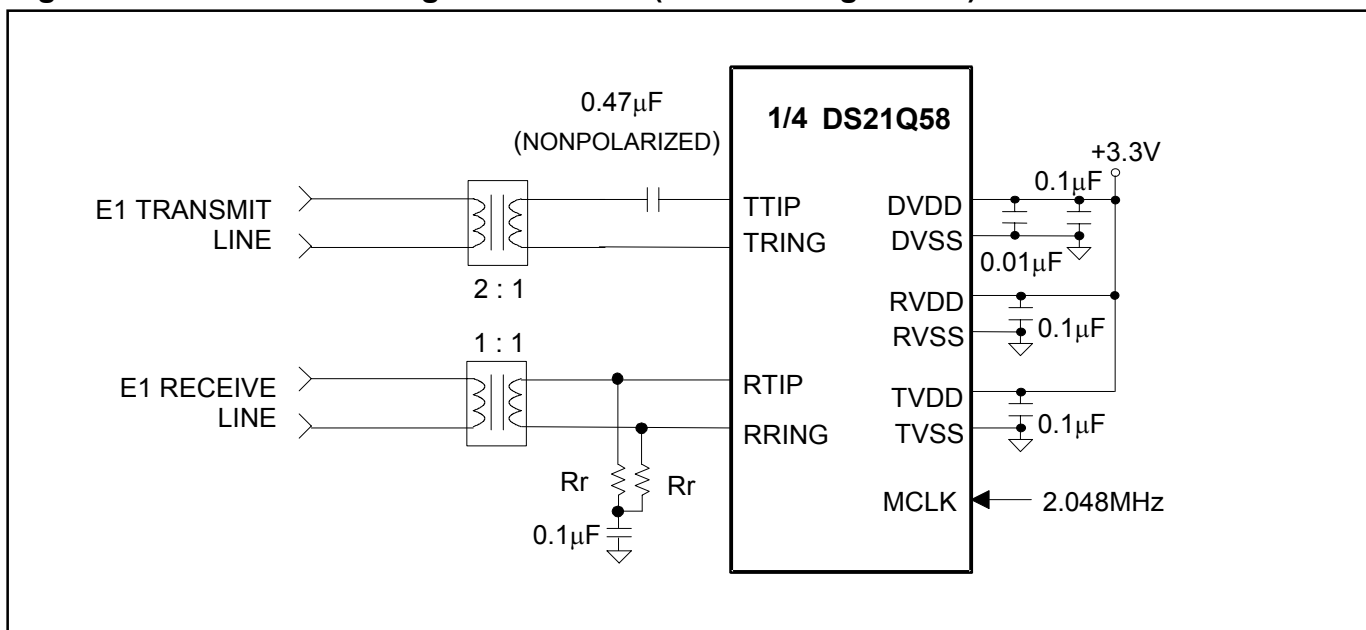 0.47µF
(NONPOLARIZED)
1/4 DS21Q58
+3.3V
0.1µF
E1 TRANSMIT
LINE
TTIP
TRING
DVDD
DVSS
0.01µF
2 : 1
RVDD
RVSS
0.1µF
1 : 1
E1 RECEIVE
LINE
RTIP
RRING
TVDD
TVSS
0.1µF
Rr
Rr
0.1µF
MCLK
2.048MHz